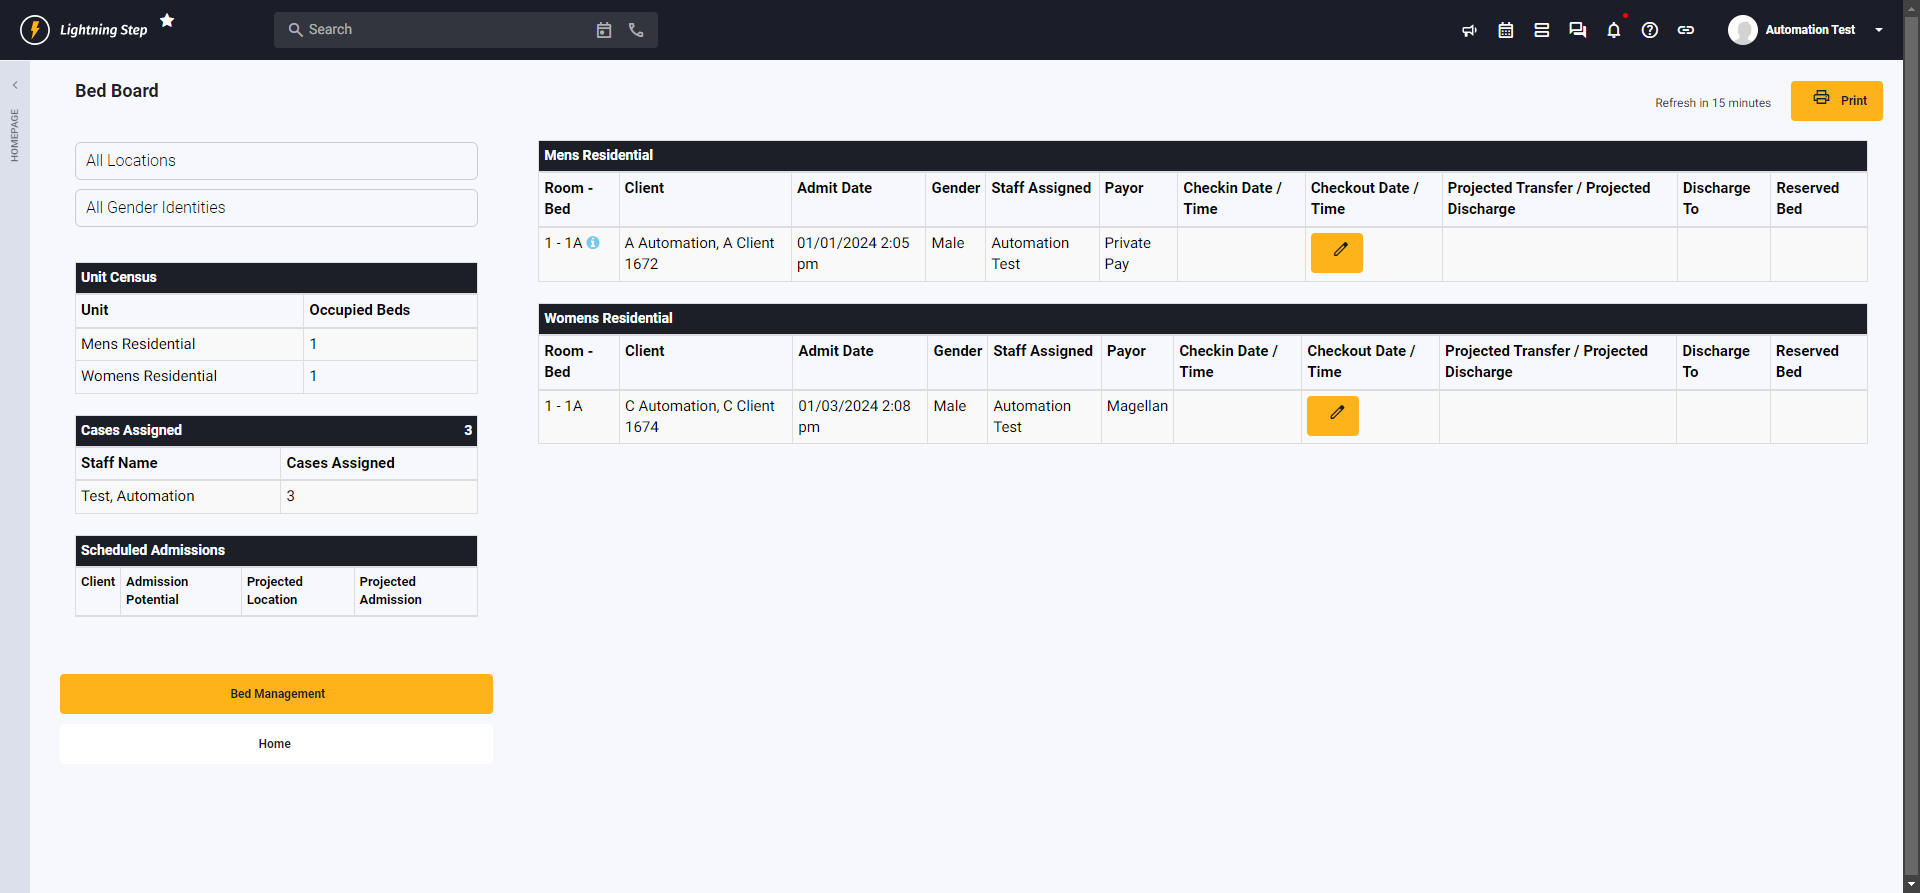 Lightning Step
Search
Automation Test
HOMEPAGE
Bed Board
Refresh in 15 minutes
Print
All Locations
All Gender Identities
Unit Census
Unit Occupied Beds
Mens Residential 1
Womens Residential 1
Cases Assigned 3
Staff Name Cases Assigned
Test, Automation 3
Scheduled Admissions
Client Admission Projected Projected
Potential Location Admission
Bed Management
Home
Mens Residential
Room - Client Admit Date Gender Staff Assigned Payor Checkin Date / Checkout Date / Projected Transfer / Projected Discharge Reserved
Bed Time Time Discharge To Bed
1 - 1A A Automation, A Client 01/01/2024 2:05 Male Automation Private
1672 pm Test Pay
Womens Residential
Room - Client Admit Date Gender Staff Assigned Payor Checkin Date / Checkout Date / Projected Transfer / Projected Discharge Reserved
Bed Time Time Discharge To Bed
1 - 1A C Automation, C Client 01/03/2024 2:08 Male Automation Magellan
1674 pm Test